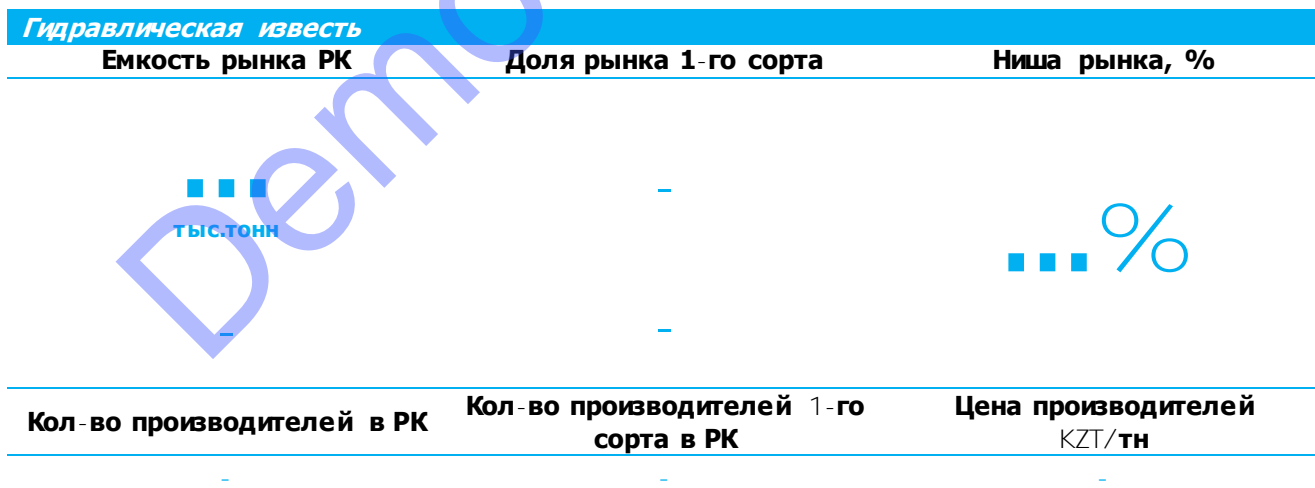 Гидравлическая известь
Емкость рынка РК Доля рынка 1-го сорта Ниша рынка, %
... – ...%
тыс.тонн
– –
Кол-во производителей в РК Кол-во производителей 1-го сорта в РК Цена производителей KZT/тн
- - -
Demo